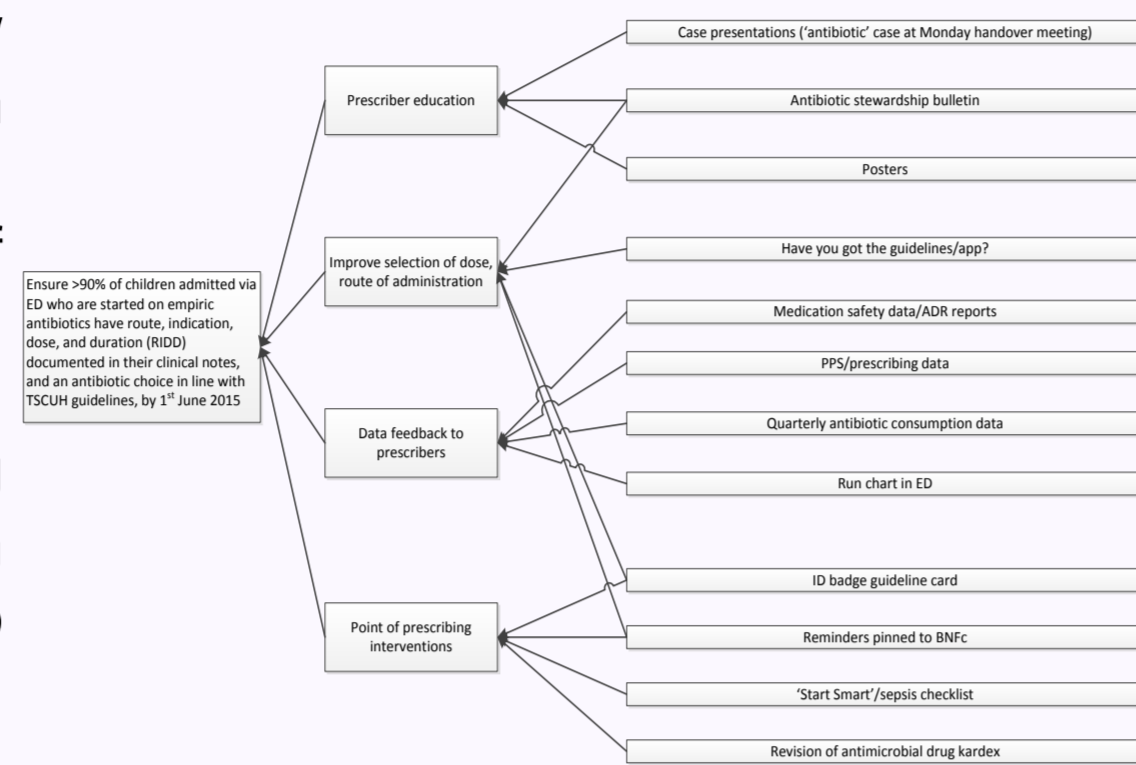 Ensure >90% of children admitted via
ED who are started on empiric
antibiotics have route, indication,
dose, and duration (RIDD)
documented in their clinical notes,
and an antibiotic choice in line with
TSCUH guidelines, by 1st June 2015
Prescriber education
Improve selection of dose,
route of administration
Data feedback to
prescribers
Point of prescribing
interventions
Case presentations (‘antibiotic’ case at Monday handover meeting)
Antibiotic stewardship bulletin
Posters
Have you got the guidelines/app?
Medication safety data/ADR reports
PPS/prescribing data
Quarterly antibiotic consumption data
Run chart in ED
ID badge guideline card
Reminders pinned to BNFc
‘Start Smart’/sepsis checklist
Revision of antimicrobial drug kardex